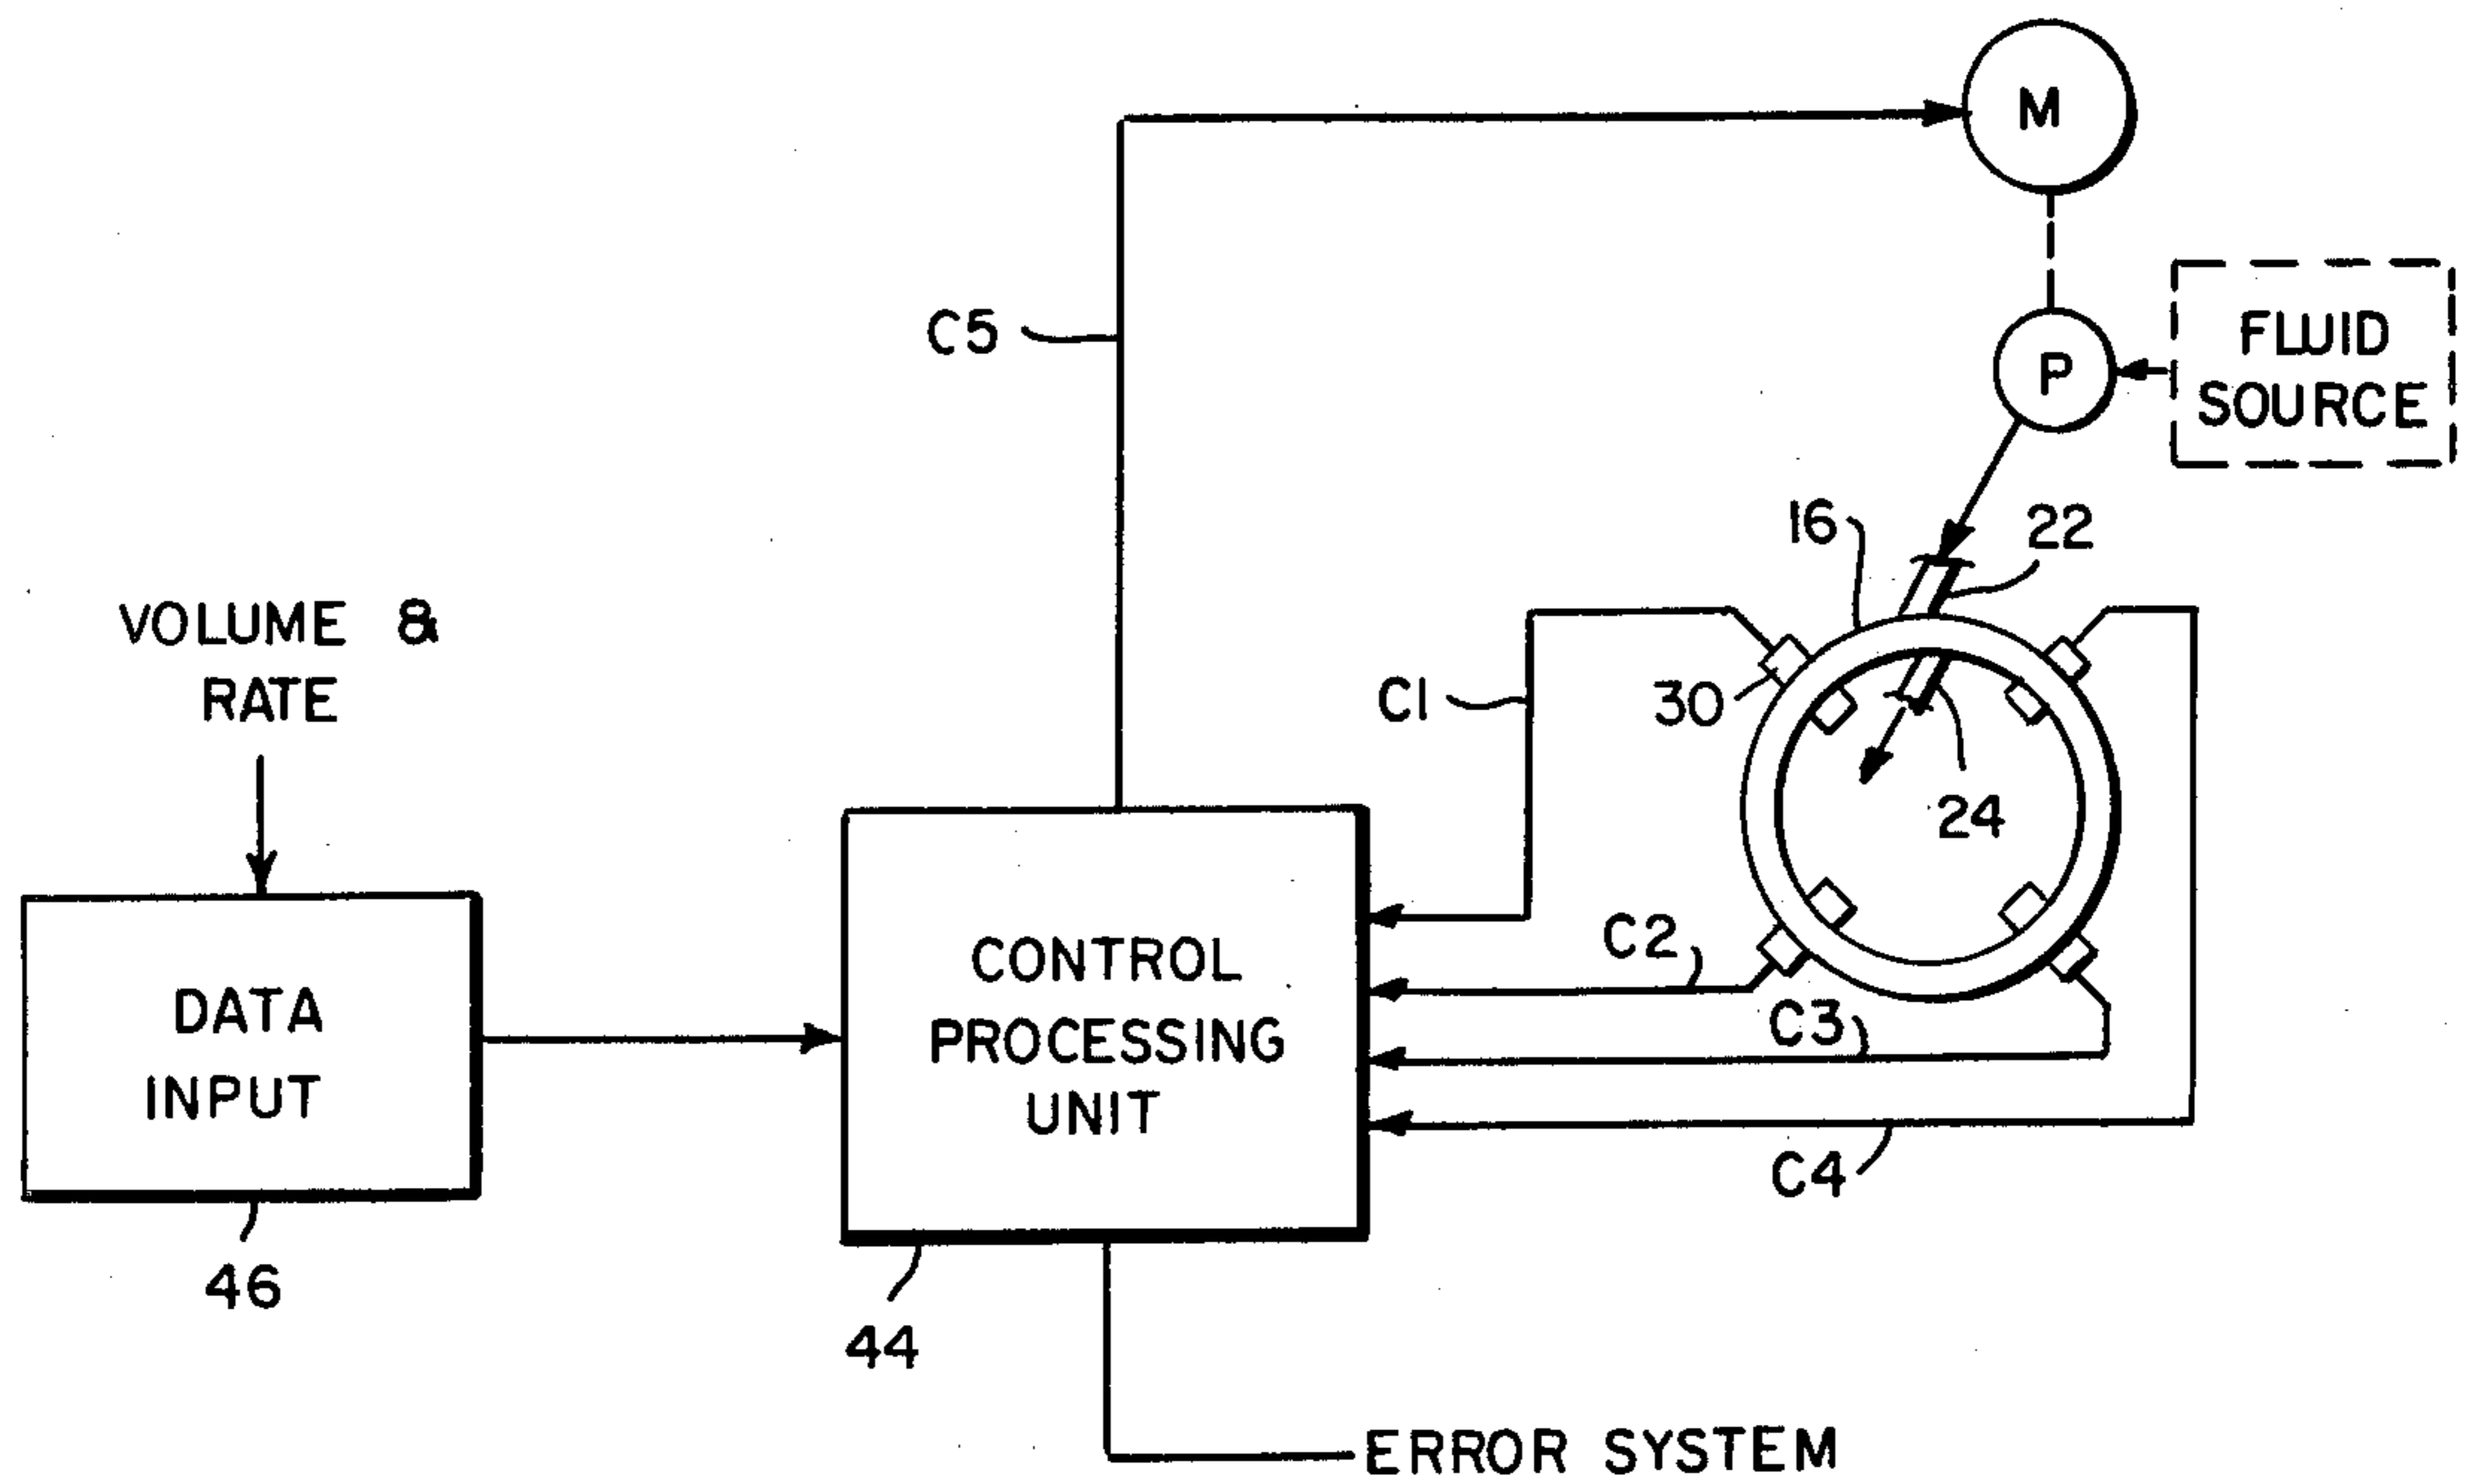 M
C5
P
FLUID
SOURCE
16
22
VOLUME &
RATE
C1
30
24
C2
CONTROL
PROCESSING
UNIT
DATA
INPUT
C3
C4
46
44
ERROR SYSTEM